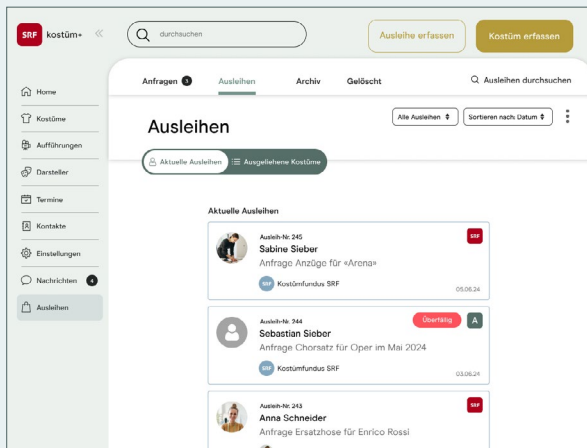 SRF kostüm+
durchsuchen
Ausleihe erfassen
Kostüm erfassen
Anfragen 3
Ausleihen
Archiv
Gelöscht
Ausleihen durchsuchen
Home
Kostüme
Aufführungen
Darsteller
Termine
Kontakte
Einstellungen
Nachrichten 4
Ausleihen
Ausleihen
Alle Ausleihen
Sortieren nach: Datum
Aktuelle Ausleihen
Ausgeliehene Kostüme
Aktuelle Ausleihen
Ausleih-Nr. 245
SRF
Sabine Sieber
Anfrage Anzüge für «Arena»
SRF Kostümfundus SRF
05.06.24
Ausleih-Nr. 244
Überfällig
A
Sebastian Sieber
Anfrage Chorsatz für Oper im Mai 2024
SRF Kostümfundus SRF
03.06.24
Ausleih-Nr. 243
SRF
Anna Schneider
Anfrage Ersatzhose für Enrico Rossi